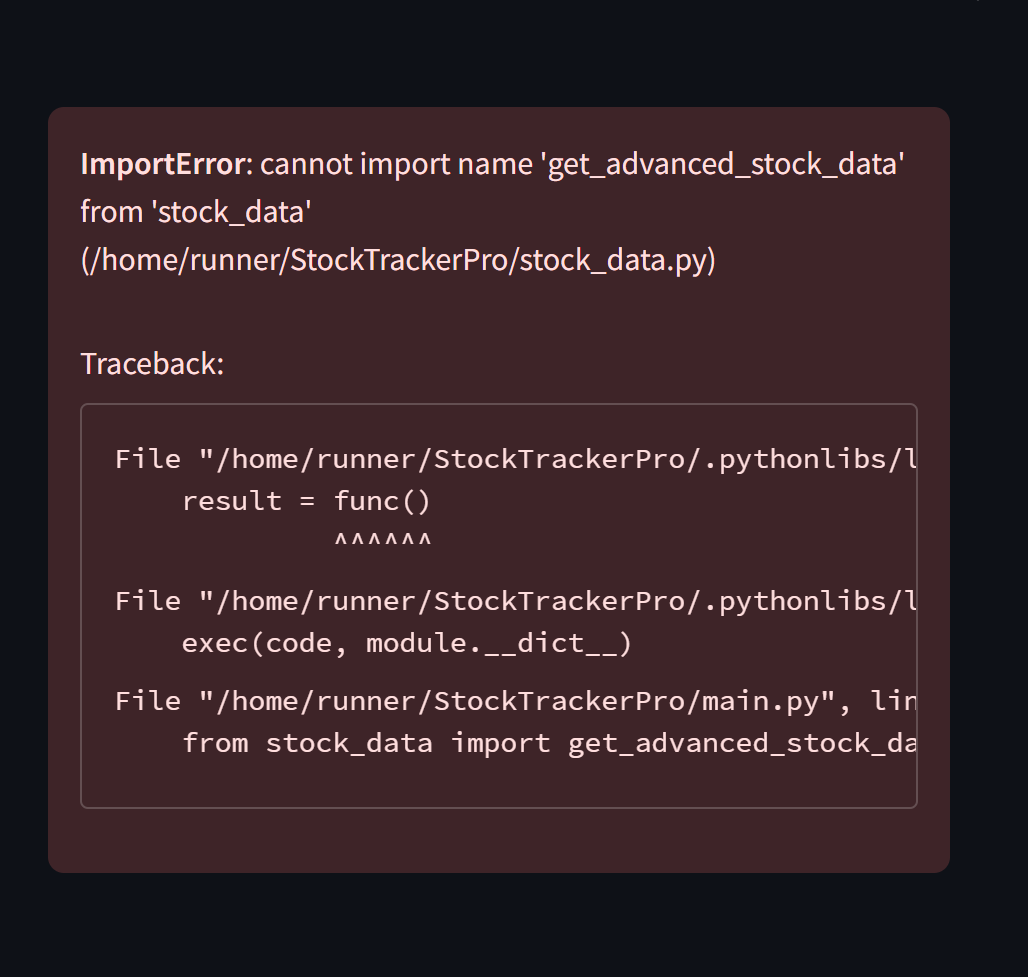 ImportError: cannot import name 'get_advanced_stock_data'
from 'stock_data'
(/home/runner/StockTrackerPro/stock_data.py)
Traceback:
File "/home/runner/StockTrackerPro/.pythonlibs/l
result = func()
^^^^^^
File "/home/runner/StockTrackerPro/.pythonlibs/l
exec(code, module.__dict__)
File "/home/runner/StockTrackerPro/main.py", lin
from stock_data import get_advanced_stock_da